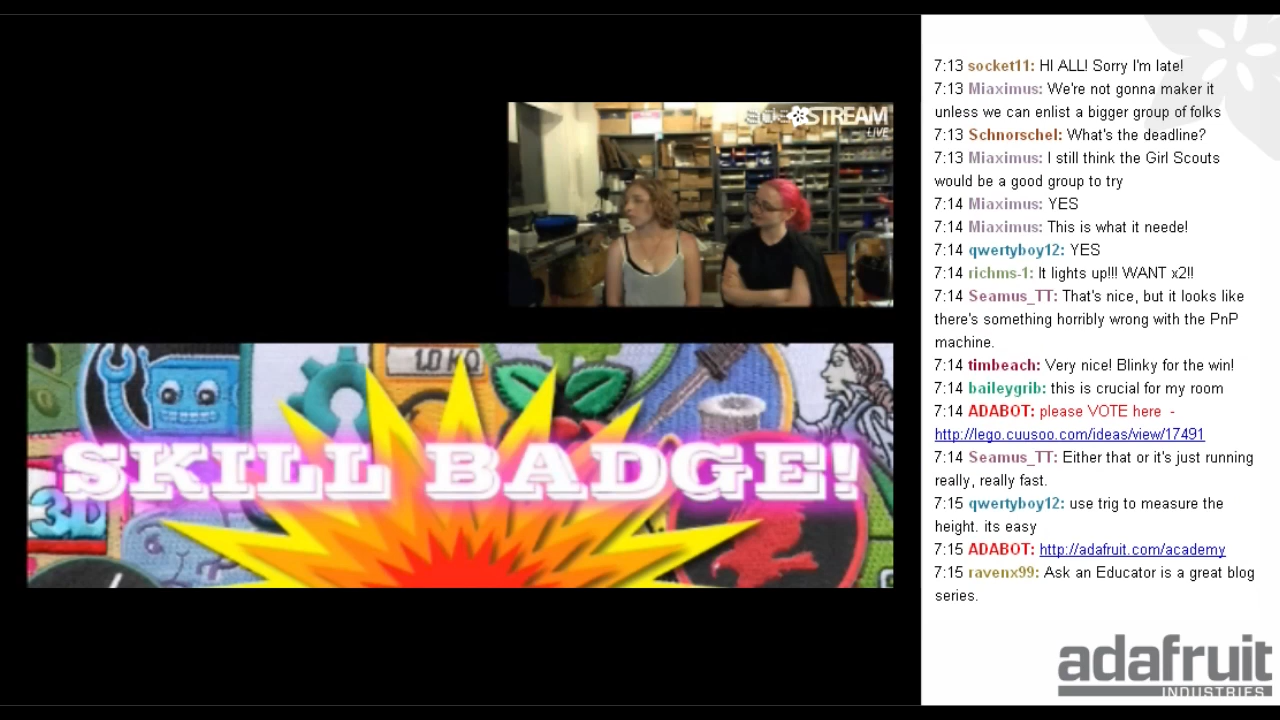 STREAM
LIVE
1.0 KΩ
SKILL BADGE!
3D
7:13 socket11: HI ALL! Sorry I'm late!
7:13 Miaximus: We're not gonna maker it
unless we can enlist a bigger group of folks
7:13 Schnorschel: What's the deadline?
7:13 Miaximus: I still think the Girl Scouts
would be a good group to try
7:14 Miaximus: YES
7:14 Miaximus: This is what it neede!
7:14 qwertyboy12: YES
7:14 richms-1: It lights up!!! WANT x2!!
7:14 Seamus_TT: That's nice, but it looks like
there's something horribly wrong with the PnP
machine.
7:14 timbeach: Very nice! Blinky for the win!
7:14 baileygrib: this is crucial for my room
7:14 ADABOT: please VOTE here -
http://lego.cuusoo.com/ideas/view/17491
7:14 Seamus_TT: Either that or it's just running
really, really fast.
7:15 qwertyboy12: use trig to measure the
height. its easy
7:15 ADABOT: http://adafruit.com/academy
7:15 ravenx99: Ask an Educator is a great blog
series.
adafruit
INDUSTRIES